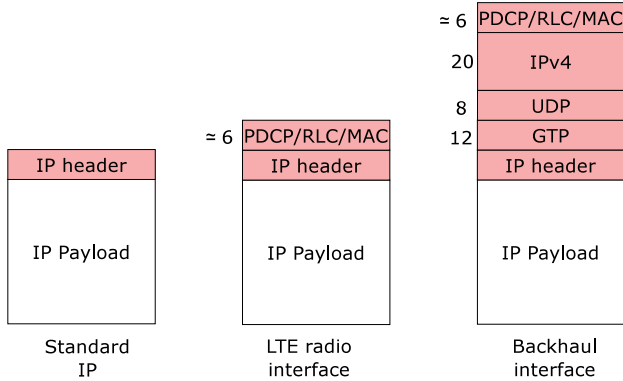 ≃ 6 PDCP/RLC/MAC
20 IPv4
8 UDP
≃ 6 PDCP/RLC/MAC
12 GTP
IP header
IP header
IP header
IP Payload
IP Payload
IP Payload
Standard
IP
LTE radio
interface
Backhaul
interface